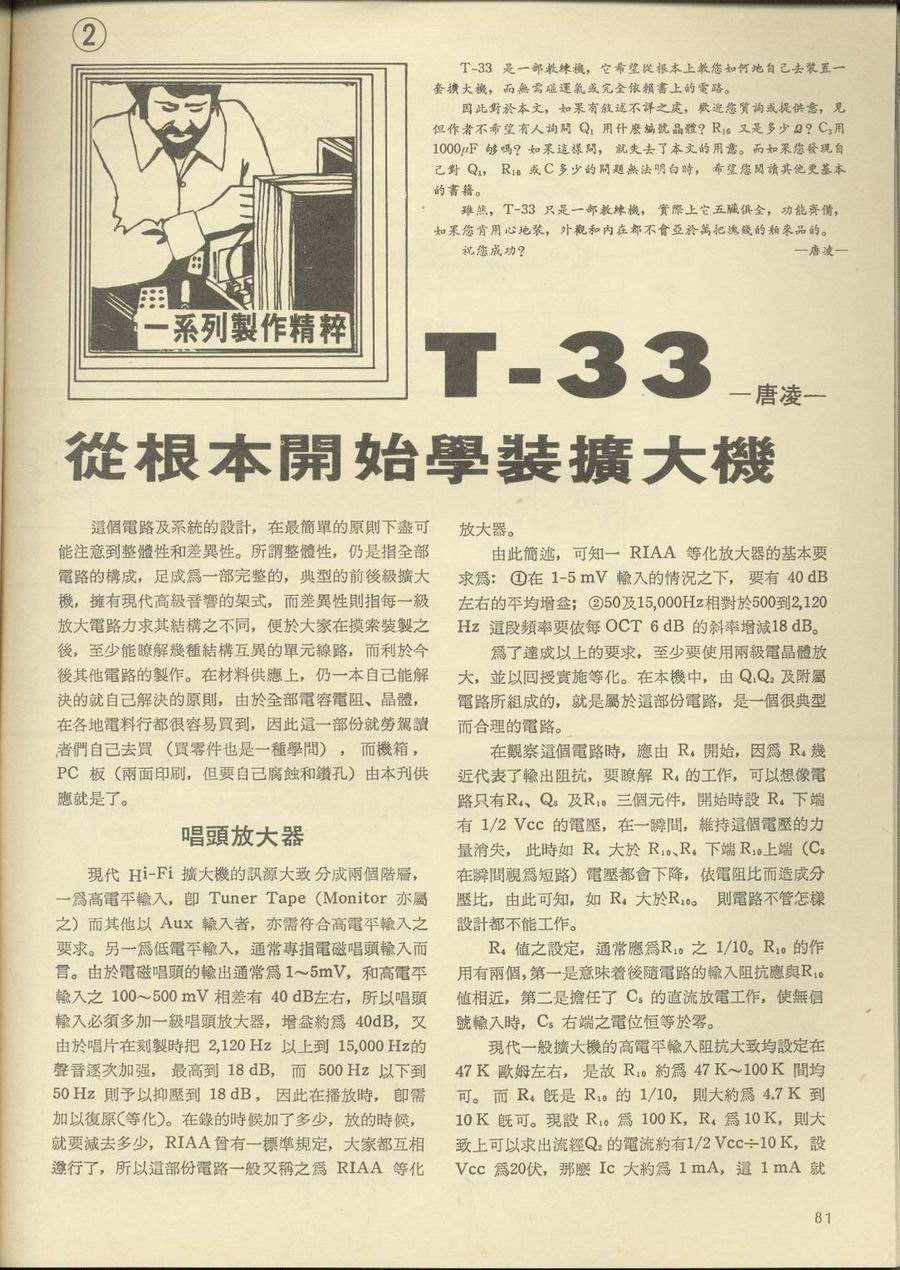 ②
T-33 是一部教練機，它希望從根本上教您如何地自己去裝置一
套擴大機，而無需碰運氣或完全依賴書上的電路。
因此對於本文，如果有敘述不詳之處，歡迎您質詢或提供意，見
但作者不希望有人詢問 Q₁ 用什麼編號晶體？R₁₆ 又是多少Ω？C₃用
1000μF 够嗎？如果這樣問，就失去了本文的用意。而如果您發現自
己對 Q₁， R₁₆ 或C多少的問題無法明白時，希望您閱讀其他更基本
的書籍。
雖然，T-33 只是一部教練機，實際上它五臟俱全，功能齊備，
如果您肯用心地裝，外觀和內在都不會亞於萬把塊錢的舶來品的。
祝您成功？ —唐凌—
一系列製作精粹
T-33
—唐凌—
從根本開始學裝擴大機
這個電路及系統的設計，在最簡單的原則下盡可
能注意到整體性和差異性。所謂整體性，仍是指全部
電路的構成，足成爲一部完整的，典型的前後級擴大
機，擁有現代高級音響的架式，而差異性則指每一級
放大電路力求其結構之不同，便於大家在摸索裝製之
後，至少能瞭解幾種結構互異的單元線路，而利於今
後其他電路的製作。在材料供應上，仍一本自己能解
決的就自己解決的原則，由於全部電容電阻、晶體，
在各地電料行都很容易買到，因此這一部份就勞駕讀
者們自己去買（買零件也是一種學問），而機箱，
PC 板（兩面印刷，但要自己腐蝕和鑽孔）由本刋供
應就是了。
唱頭放大器
現代 Hi-Fi 擴大機的訊源大致分成兩個階層，
一爲高電平輸入，卽 Tuner Tape（Monitor 亦屬
之）而其他以 Aux 輸入者，亦需符合高電平輸入之
要求。另一爲低電平輸入，通常專指電磁唱頭輸入而
言。由於電磁唱頭的輸出通常爲 1～5mV，和高電平
輸入之 100～500 mV 相差有 40 dB左右，所以唱頭
輸入必須多加一級唱頭放大器，增益約爲 40dB，又
由於唱片在刻製時把 2,120 Hz 以上到 15,000 Hz的
聲音逐次加强，最高到 18 dB，而 500 Hz 以下到
50 Hz 則予以抑壓到 18 dB，因此在播放時，卽需
加以復原（等化）。在錄的時候加了多少，放的時候，
就要減去多少，RIAA曾有一標準規定，大家都互相
遵行了，所以這部份電路一般又稱之爲 RIAA 等化
放大器。
由此簡述，可知一 RIAA 等化放大器的基本要
求爲：①在 1-5 mV 輸入的情況之下，要有 40 dB
左右的平均增益；②50及15,000Hz相對於500到2,120
Hz 這段頻率要依每 OCT 6 dB 的斜率增減18 dB。
爲了達成以上的要求，至少要使用兩級電晶體放
大，並以囘授實施等化。在本機中，由 Q₁Q₂ 及附屬
電路所組成的，就是屬於這部份電路，是一個很典型
而合理的電路。
在觀察這個電路時，應由 R₄ 開始，因爲 R₄ 幾
近代表了輸出阻抗，要瞭解 R₄ 的工作，可以想像電
路只有R₄、Q₅ 及R₁₀ 三個元件，開始時設 R₄ 下端
有 1/2 Vcc 的電壓，在一瞬間，維持這個電壓的力
量消失，此時如 R₄ 大於 R₁₀、R₄ 下端 R₁₀上端（C₅
在瞬間視爲短路）電壓都會下降，依電阻比而造成分
壓比，由此可知，如 R₄ 大於R₁₀。則電路不管怎樣
設計都不能工作。
R₄ 値之設定，通常應爲R₁₀ 之 1/10。R₁₀ 的作
用有兩個，第一是意味着後隨電路的輸入阻抗應與R₁₀
値相近，第二是擔任了 C₅ 的直流放電工作，使無信
號輸入時，C₅ 右端之電位恒等於零。
現代一般擴大機的高電平輸入阻抗大致均設定在
47 K 歐姆左右，是故 R₁₀ 約爲 47 K～100 K 間均
可。而 R₄ 旣是 R₁₀ 的 1/10，則大約爲 4.7 K 到
10 K 旣可。現設 R₁₀ 爲 100 K，R₄ 爲 10 K，則大
致上可以求出流經Q₂ 的電流約有1/2 Vcc÷10 K，設
Vcc 爲20伏，那麼 Ic 大約爲 1 mA，這 1 mA 就
81